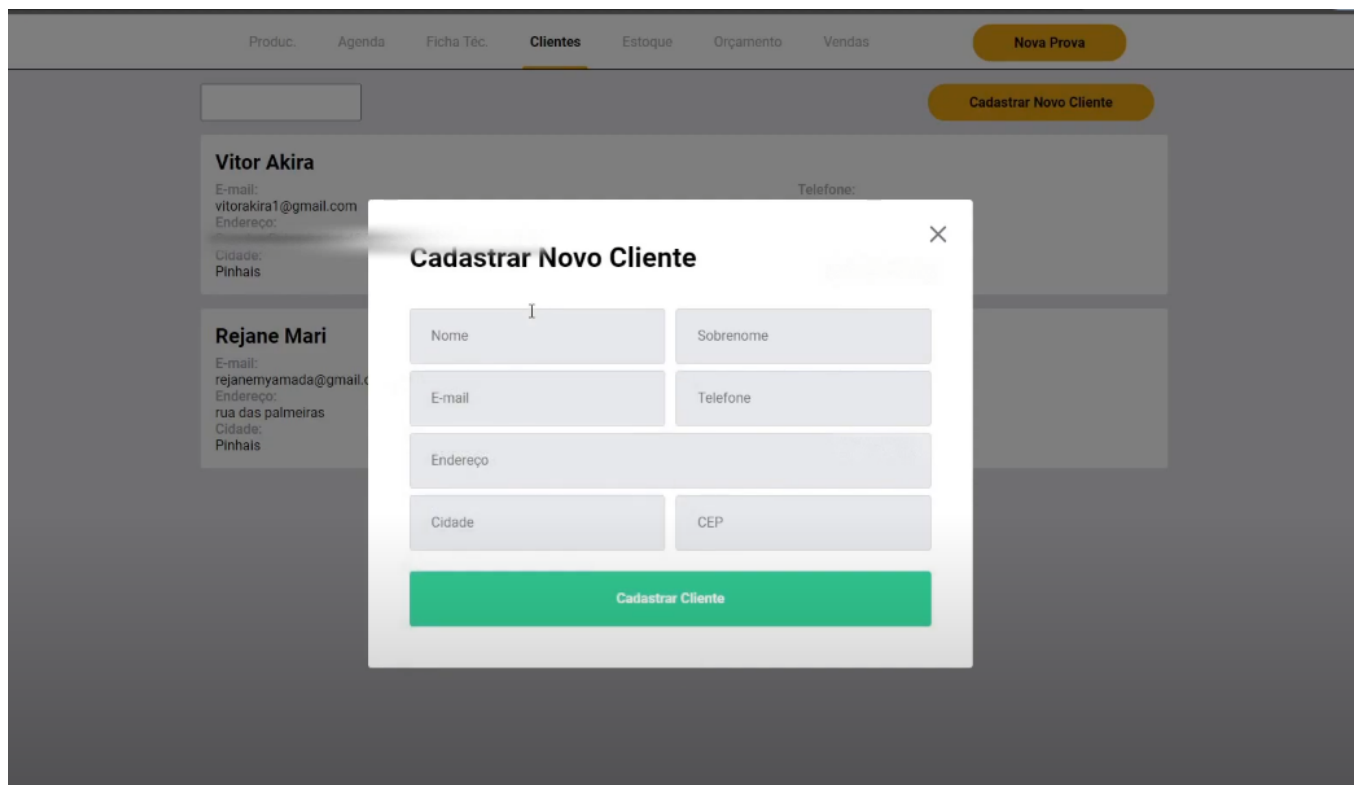 Produc. Agenda Ficha Téc. Clientes Estoque Orçamento Vendas Nova Prova
Cadastrar Novo Cliente
Vitor Akira
E-mail: Telefone:
vitorakira1@gmail.com
Endereço:
Cidade:
Pinhais
Cadastrar Novo Cliente
Nome Sobrenome
E-mail Telefone
Endereço
Cidade CEP
Cadastrar Cliente
Rejane Mari
E-mail:
rejanemyamada@gmail.c
Endereço:
rua das palmeiras
Cidade:
Pinhais